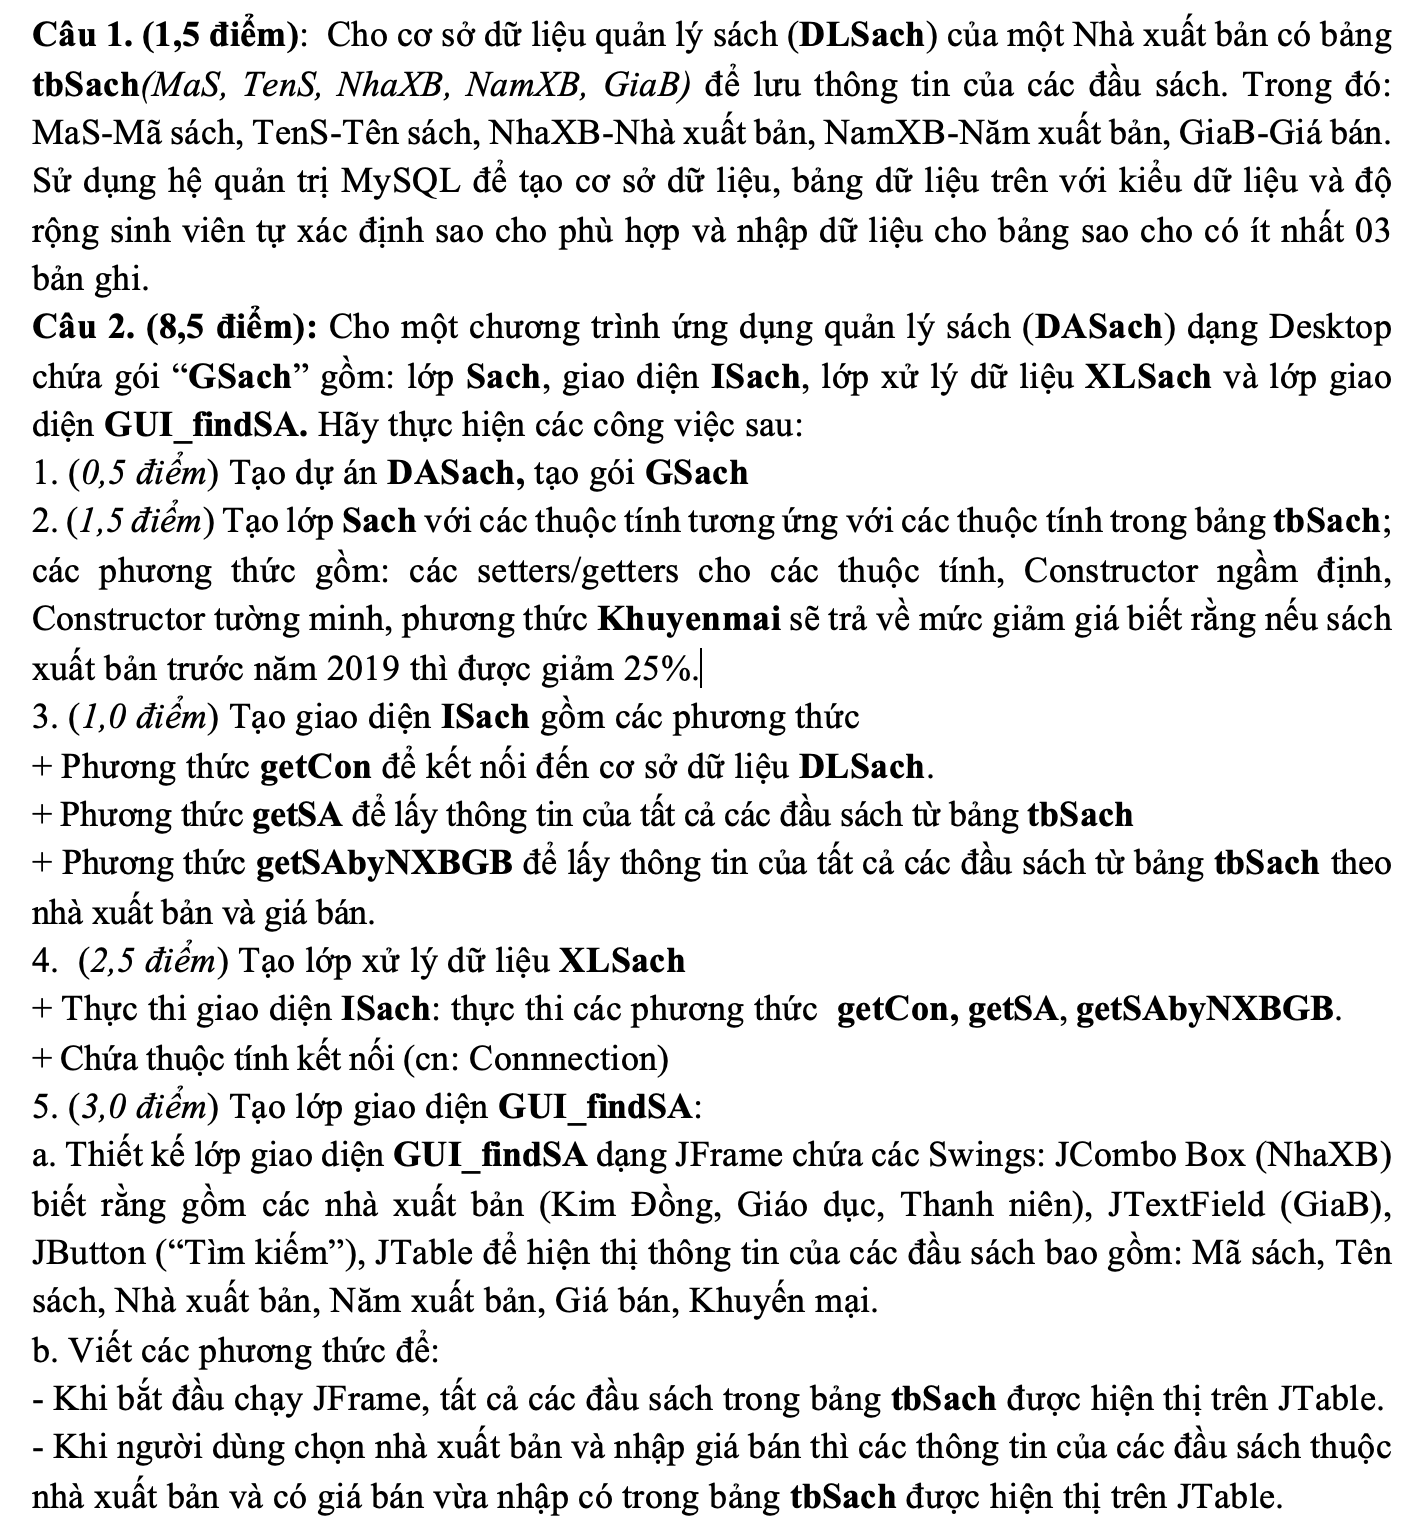 Câu 1. (1,5 điểm):  Cho cơ sở dữ liệu quản lý sách (DLSach) của một Nhà xuất bản có bảng
tbSach(MaS, TenS, NhaXB, NamXB, GiaB) để lưu thông tin của các đầu sách. Trong đó:
MaS-Mã sách, TenS-Tên sách, NhaXB-Nhà xuất bản, NamXB-Năm xuất bản, GiaB-Giá bán.
Sử dụng hệ quản trị MySQL để tạo cơ sở dữ liệu, bảng dữ liệu trên với kiểu dữ liệu và độ
rộng sinh viên tự xác định sao cho phù hợp và nhập dữ liệu cho bảng sao cho có ít nhất 03
bản ghi.
Câu 2. (8,5 điểm): Cho một chương trình ứng dụng quản lý sách (DASach) dạng Desktop
chứa gói “GSach” gồm: lớp Sach, giao diện ISach, lớp xử lý dữ liệu XLSach và lớp giao
diện GUI_findSA. Hãy thực hiện các công việc sau:
1. (0,5 điểm) Tạo dự án DASach, tạo gói GSach
2. (1,5 điểm) Tạo lớp Sach với các thuộc tính tương ứng với các thuộc tính trong bảng tbSach;
các phương thức gồm: các setters/getters cho các thuộc tính, Constructor ngầm định,
Constructor tường minh, phương thức Khuyenmai sẽ trả về mức giảm giá biết rằng nếu sách
xuất bản trước năm 2019 thì được giảm 25%.
3. (1,0 điểm) Tạo giao diện ISach gồm các phương thức
+ Phương thức getCon để kết nối đến cơ sở dữ liệu DLSach.
+ Phương thức getSA để lấy thông tin của tất cả các đầu sách từ bảng tbSach
+ Phương thức getSAbyNXBGB để lấy thông tin của tất cả các đầu sách từ bảng tbSach theo
nhà xuất bản và giá bán.
4.  (2,5 điểm) Tạo lớp xử lý dữ liệu XLSach
+ Thực thi giao diện ISach: thực thi các phương thức  getCon, getSA, getSAbyNXBGB.
+ Chứa thuộc tính kết nối (cn: Connnection)
5. (3,0 điểm) Tạo lớp giao diện GUI_findSA:
a. Thiết kế lớp giao diện GUI_findSA dạng JFrame chứa các Swings: JCombo Box (NhaXB)
biết rằng gồm các nhà xuất bản (Kim Đồng, Giáo dục, Thanh niên), JTextField (GiaB),
JButton (“Tìm kiếm”), JTable để hiện thị thông tin của các đầu sách bao gồm: Mã sách, Tên
sách, Nhà xuất bản, Năm xuất bản, Giá bán, Khuyến mại.
b. Viết các phương thức để:
- Khi bắt đầu chạy JFrame, tất cả các đầu sách trong bảng tbSach được hiện thị trên JTable.
- Khi người dùng chọn nhà xuất bản và nhập giá bán thì các thông tin của các đầu sách thuộc
nhà xuất bản và có giá bán vừa nhập có trong bảng tbSach được hiện thị trên JTable.